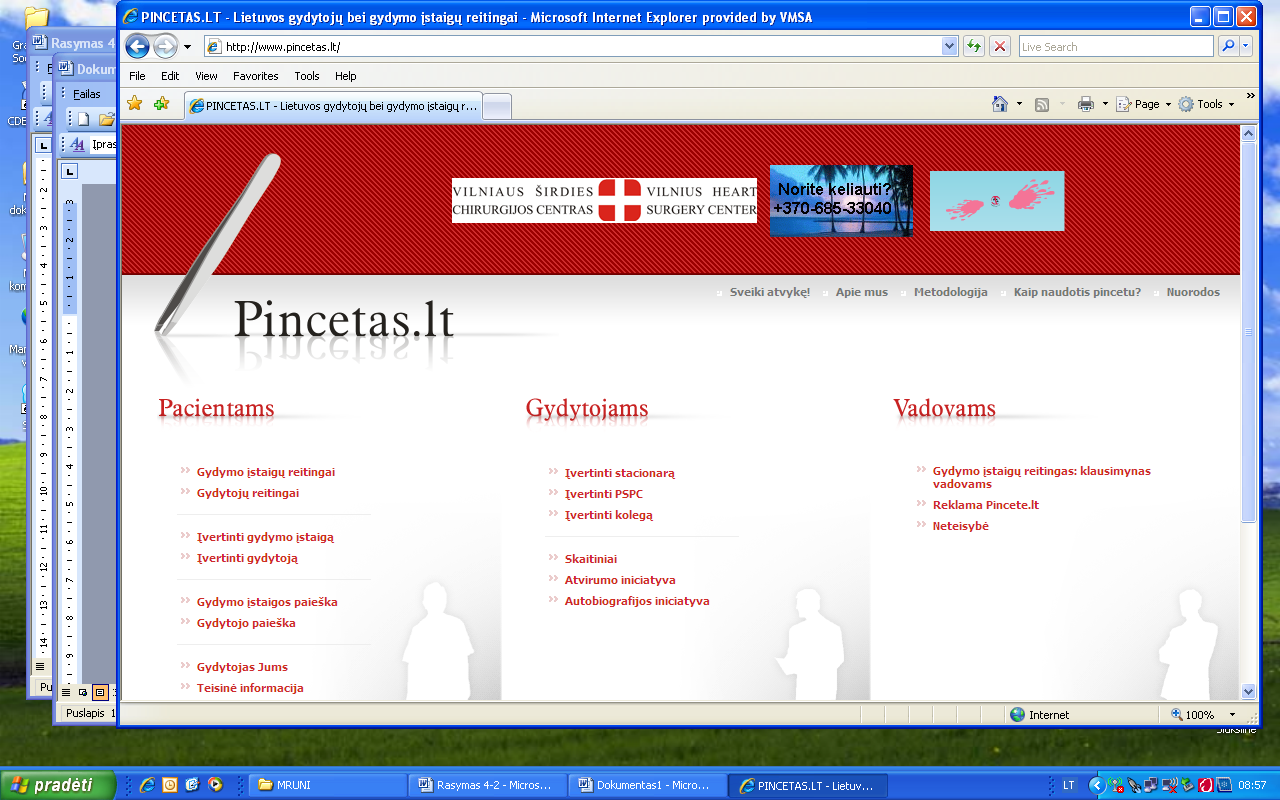 PINCETAS.LT - Lietuvos gydytojų bei gydymo įstaigų reitingai - Microsoft Internet Explorer provided by VMSA
http://www.pincetas.lt/
Live Search
File Edit View Favorites Tools Help
PINCETAS.LT - Lietuvos gydytojų bei gydymo įstaigų r...
Page Tools
Rasymas 4
Dokum
Failas
Įpras
VILNIAUS ŠIRDIES VILNIUS HEART
CHIRURGIJOS CENTRAS SURGERY CENTER
Norite keliauti?
+370-685-33040
Sveiki atvykę! Apie mus Metodologija Kaip naudotis pincetu? Nuorodos
Pincetas.lt
Pacientams
Gydymo įstaigų reitingai
Gydytojų reitingai
Įvertinti gydymo įstaigą
Įvertinti gydytoją
Gydymo įstaigos paieška
Gydytojo paieška
Gydytojas Jums
Teisinė informacija
Gydytojams
Įvertinti stacionarą
Įvertinti PSPC
Įvertinti kolegą
Skaitiniai
Atvirumo iniciatyva
Autobiografijos iniciatyva
Vadovams
Gydymo įstaigų reitingas: klausimynas
vadovams
Reklama Pincete.lt
Neteisybė
Pu
Puslapis 1
Internet
100%
pradėti
MRUNI
Rasymas 4-2 - Micros...
Dokumentas1 - Micro...
PINCETAS.LT - Lietuv...
LT
08:57